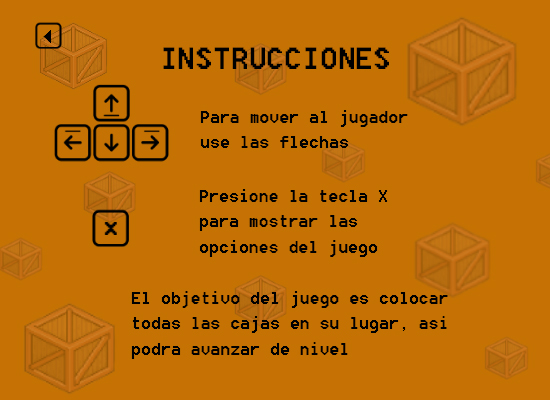 INSTRUCCIONES
Para mover al jugador
use las flechas
Presione la tecla X
para mostrar las
opciones del juego
X
El objetivo del juego es colocar
todas las cajas en su lugar, asi
podra avanzar de nivel